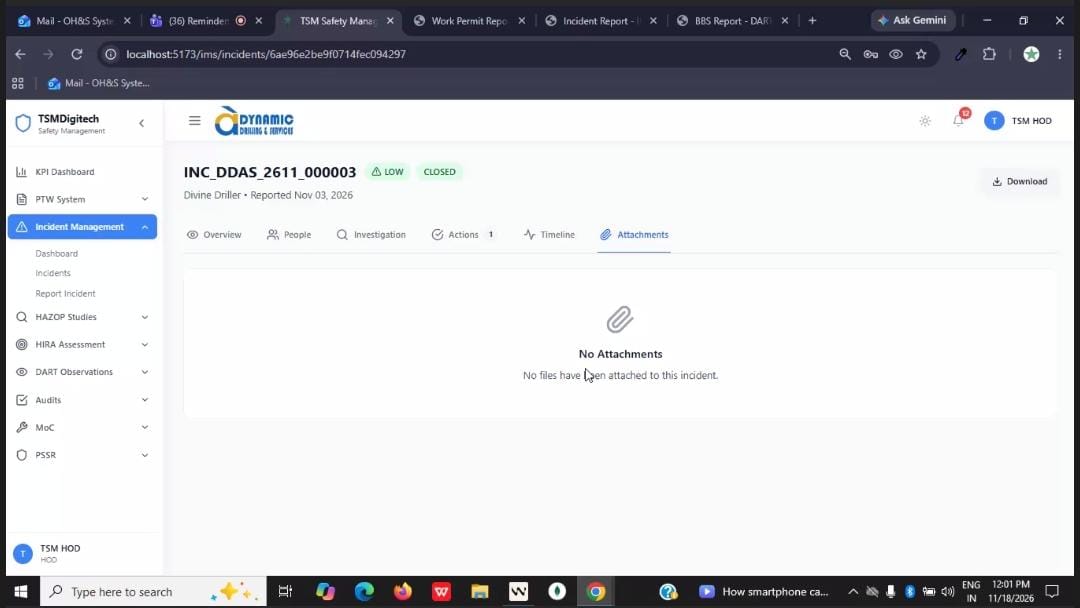 Mail - OH&S Syste
(36) Reminder
TSM Safety Mana
Work Permit Repo
Incident Report -
BBS Report - DAR
Ask Gemini
localhost:5173/ims/incidents/6ae96e2be9f0714fec094297
Mail - OH&S Syste...
TSMDigitech
Safety Management
DYNAMIC
DRILLING & SERVICES
12
T
TSM HOD
KPI Dashboard
PTW System
Incident Management
Dashboard
Incidents
Report Incident
HAZOP Studies
HIRA Assessment
DART Observations
Audits
MoC
PSSR
T
TSM HOD
HOD
INC_DDAS_2611_000003
LOW
CLOSED
Divine Driller • Reported Nov 03, 2026
Download
Overview
People
Investigation
Actions 1
Timeline
Attachments
No Attachments
No files have been attached to this incident.
Type here to search
How smartphone ca...
ENG
IN
12:01 PM
11/18/2026